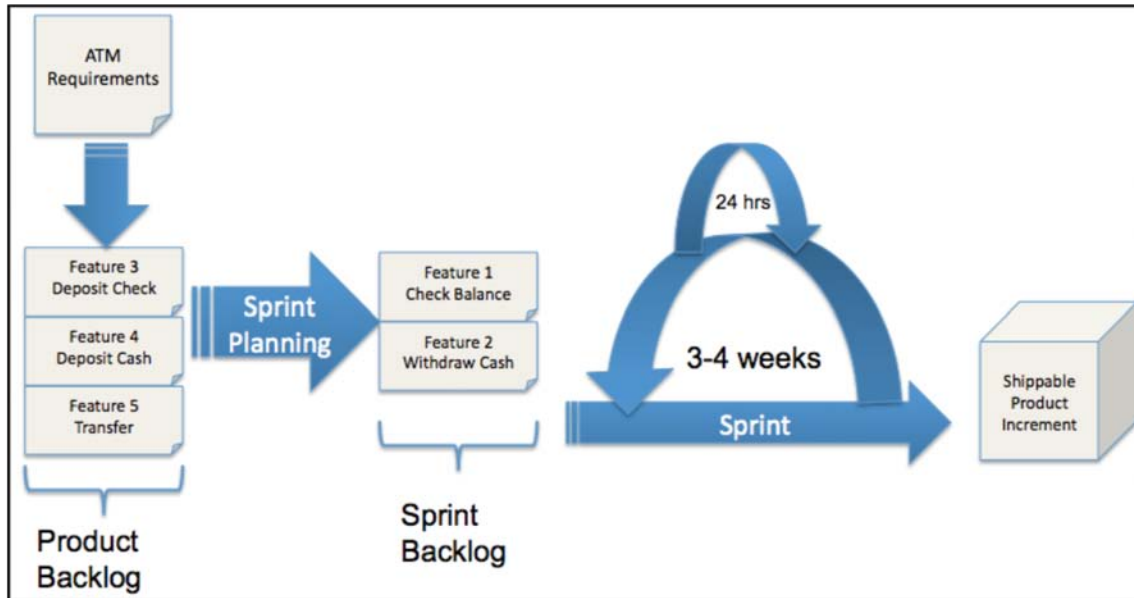 ATM
Requirements
Feature 3
Deposit Check
Feature 4
Deposit Cash
Feature 5
Transfer
Product
Backlog
Sprint
Planning
Feature 1
Check Balance
Feature 2
Withdraw Cash
Sprint
Backlog
24 hrs
3-4 weeks
Sprint
Shippable
Product
Increment